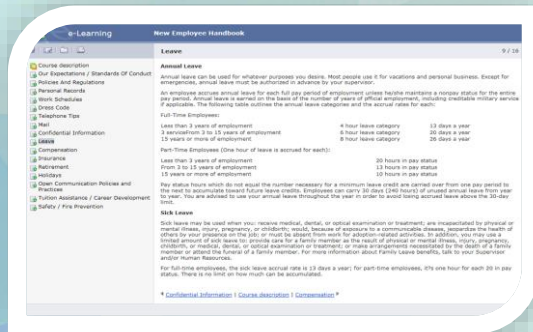 e-Learning
New Employee Handbook
Leave
9 / 16
Course description
Our Expectations / Standards Of Conduct
Policies And Regulations
Personal Records
Work Schedules
Dress Code
Telephone Tips
Mail
Confidential Information
Leave
Compensation
Insurance
Retirement
Holidays
Open Communication Policies and
Practices
Tuition Assistance / Career Development
Safety / Fire Prevention
Annual Leave
Annual leave can be used for whatever purposes you desire. Most people use it for vacations and personal business. Except for
emergencies, annual leave must be authorized in advance by your supervisor.
An employee accrues annual leave for each full pay period of employment unless he/she maintains a nonpay status for the entire
pay period. Annual leave is earned on the basis of the number of years of official employment, including creditable military service
if applicable. The following table outlines the annual leave categories and the accrual rates for each:
Full-Time Employees:
Less than 3 years of employment 4 hour leave category 13 days a year
3 serviceFrom 3 to 15 years of employment 6 hour leave category 20 days a year
15 years or more of employment 8 hour leave category 26 days a year
Part-Time Employees (One hour of leave is accrued for each):
Less than 3 years of employment 20 hours in pay status
From 3 to 15 years of employment 13 hours in pay status
15 years or more of employment 10 hours in pay status
Pay status hours which do not equal the number necessary for a minimum leave credit are carried over from one pay period to
the next to accumulate toward future leave credits. Employees can carry 30 days (240 hours) of unused annual leave from year
to year. You are advised to use your annual leave throughout the year in order to avoid losing accrued leave above the 30-day
limit.
Sick Leave
Sick leave may be used when you: receive medical, dental, or optical examination or treatment; are incapacitated by physical or
mental illness, injury, pregnancy, or childbirth; would, because of exposure to a communicable disease, jeopardize the health of
others by your presence on the job; or must be absent from work for adoption-related activities. In addition, you may use a
limited amount of sick leave to: provide care for a family member as the result of physical or mental illness, injury, pregnancy,
childbirth, or medical, dental, or optical examination or treatment; or make arrangements necessitated by the death of a family
member or attend the funeral of a family member. For more information about Family Leave benefits, talk to your Supervisor
and/or Human Resources.
For full-time employees, the sick leave accrual rate is 13 days a year; for part-time employees, it's one hour for each 20 in pay
status. There is no limit on how much can be accumulated.
Confidential Information | Course description | Compensation